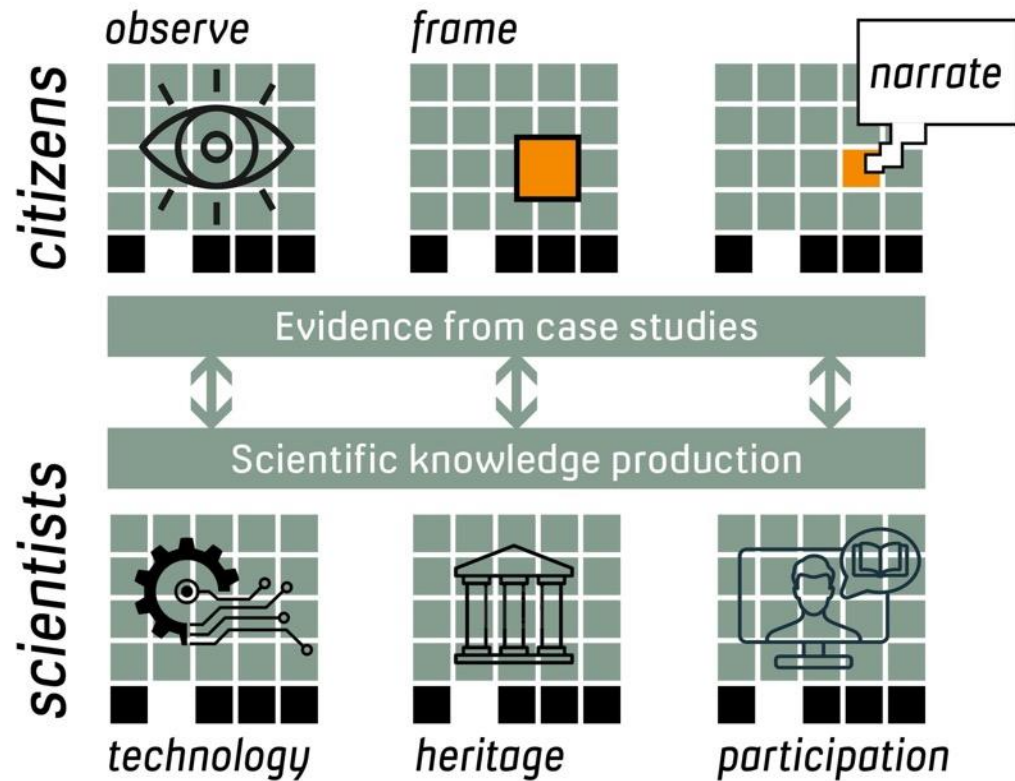 observe
frame
narrate
citizens
Evidence from case studies
Scientific knowledge production
scientists
technology
heritage
participation